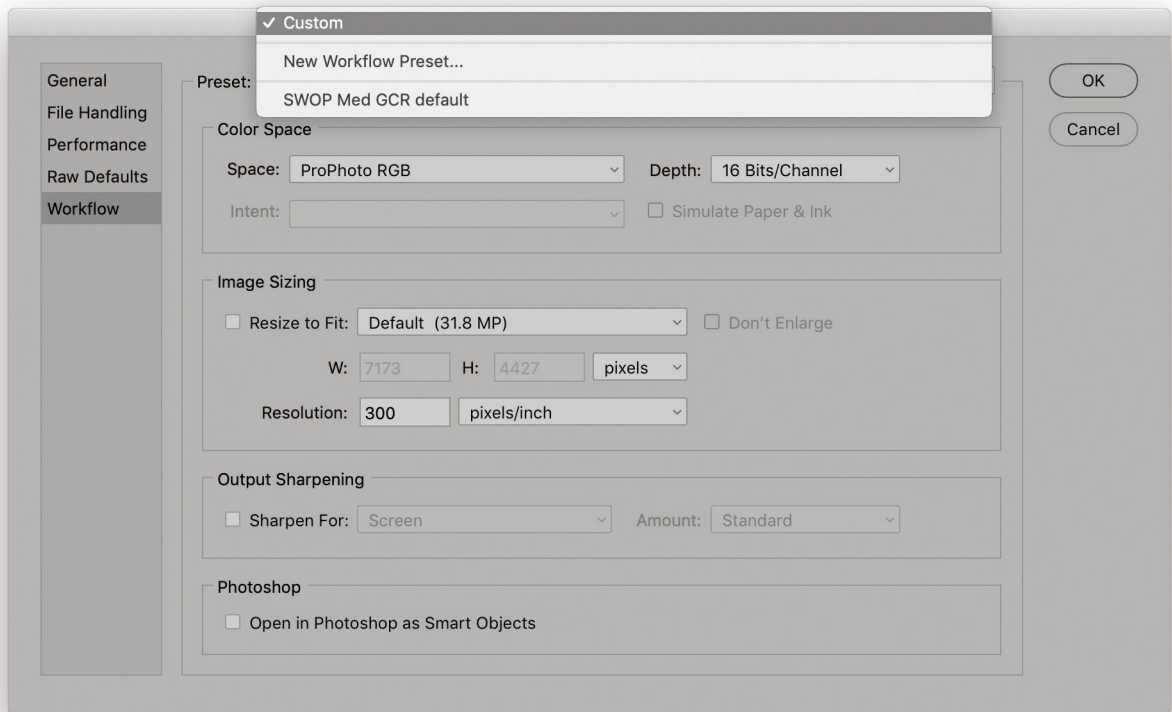 ✓ Custom
New Workflow Preset...
SWOP Med GCR default
General
File Handling
Performance
Raw Defaults
Workflow
Preset:
Color Space
Space: ProPhoto RGB Depth: 16 Bits/Channel
Intent: Simulate Paper & Ink
Image Sizing
Resize to Fit: Default (31.8 MP) Don't Enlarge
W: 7173 H: 4427 pixels
Resolution: 300 pixels/inch
Output Sharpening
Sharpen For: Screen Amount: Standard
Photoshop
Open in Photoshop as Smart Objects
OK
Cancel